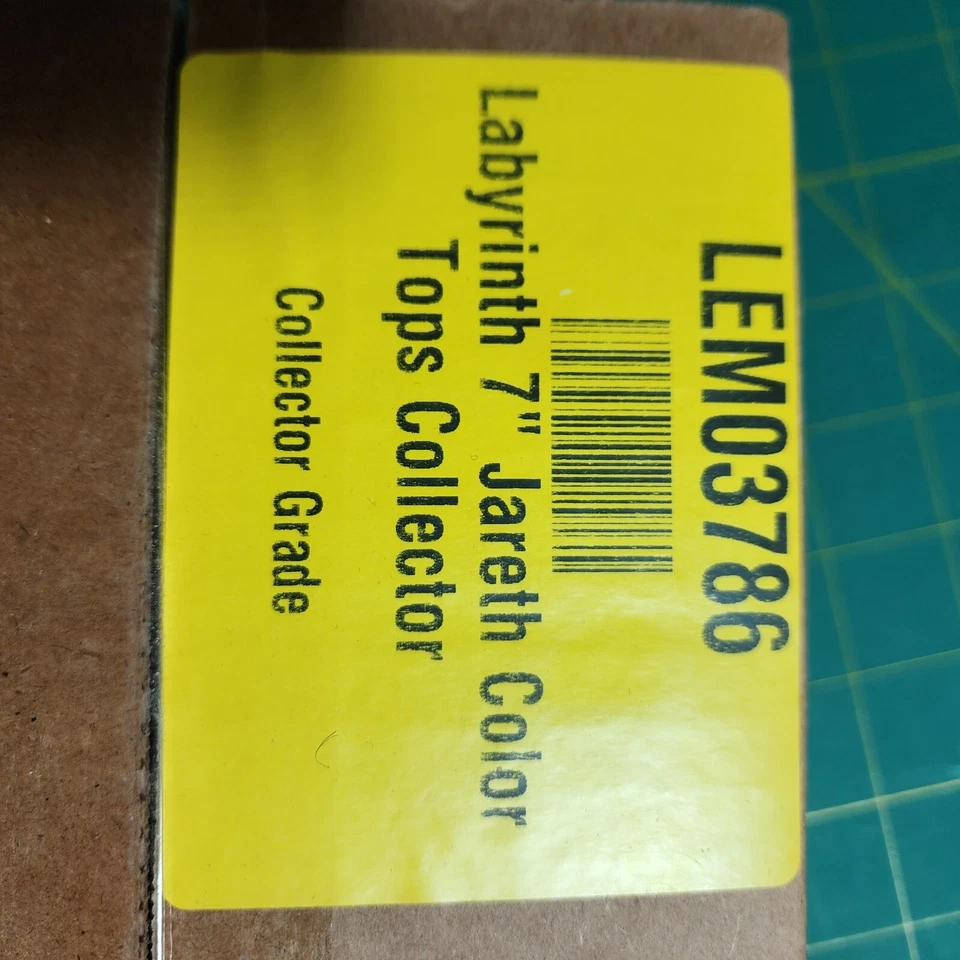 LEM03786
Labyrinth 7" Jareth Color
Tops Collector
Collector Grade